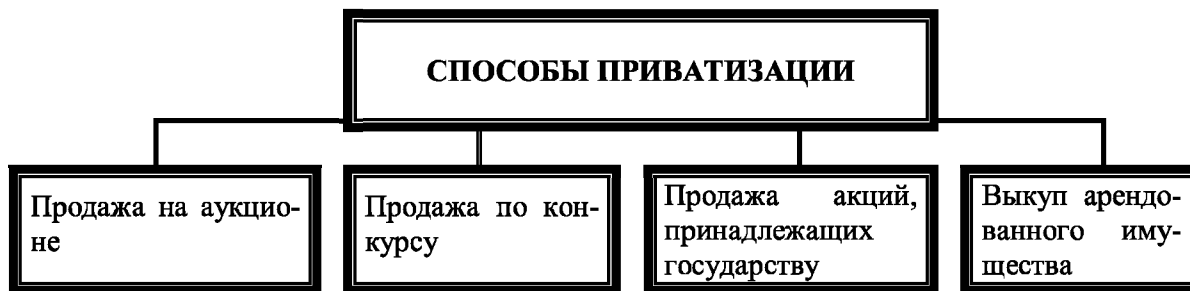 СПОСОБЫ ПРИВАТИЗАЦИИ
Продажа на аукцио-
не
Продажа по кон-
курсу
Продажа акций,
принадлежащих
государству
Выкуп арендо-
ванного иму-
щества